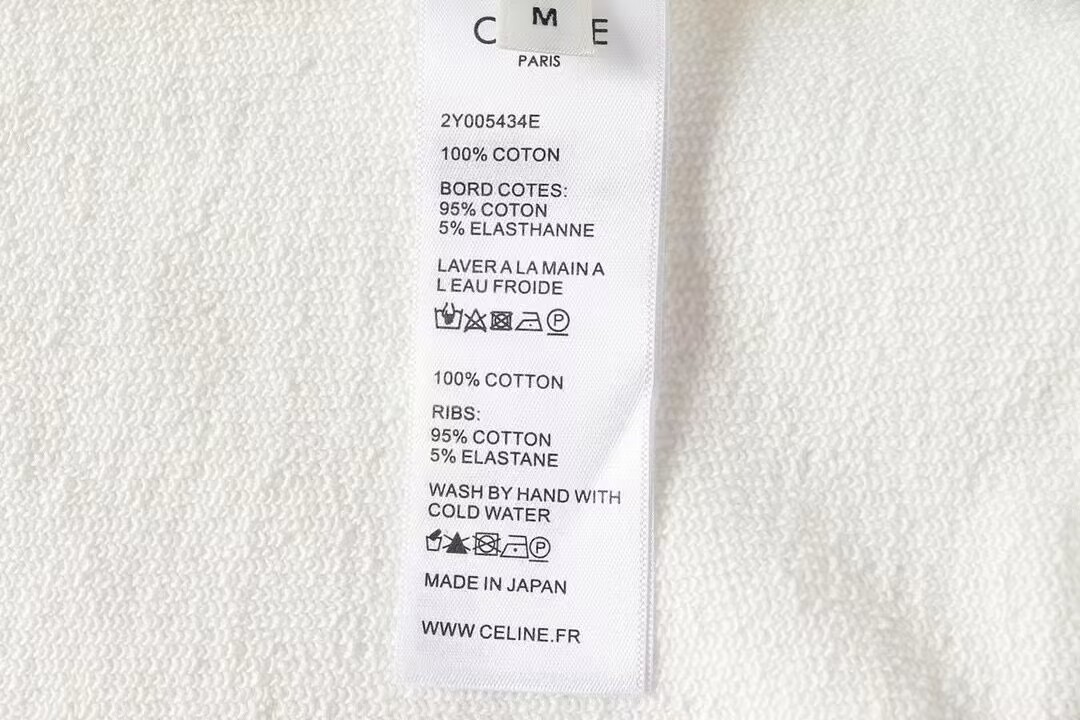 M
PARIS
2Y005434E
100% COTON
BORD COTES:
95% COTON
5% ELASTHANNE
LAVER A LA MAIN A
L EAU FROIDE
P
100% COTTON
RIBS:
95% COTTON
5% ELASTANE
WASH BY HAND WITH
COLD WATER
P
MADE IN JAPAN
WWW CELINE.FR